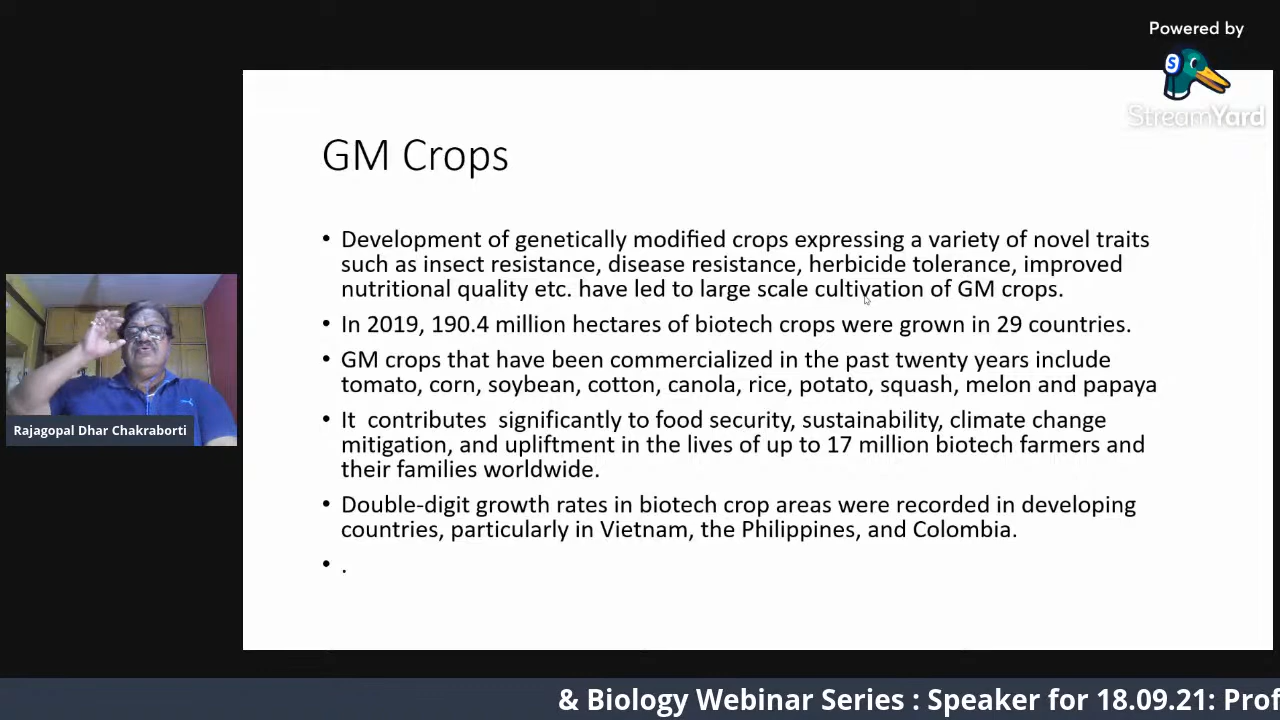 Powered by
StreamYard
GM Crops
• Development of genetically modified crops expressing a variety of novel traits
such as insect resistance, disease resistance, herbicide tolerance, improved
nutritional quality etc. have led to large scale cultivation of GM crops.
• In 2019, 190.4 million hectares of biotech crops were grown in 29 countries.
• GM crops that have been commercialized in the past twenty years include
tomato, corn, soybean, cotton, canola, rice, potato, squash, melon and papaya
• It  contributes  significantly to food security, sustainability, climate change
mitigation, and upliftment in the lives of up to 17 million biotech farmers and
their families worldwide.
• Double-digit growth rates in biotech crop areas were recorded in developing
countries, particularly in Vietnam, the Philippines, and Colombia.
• .
Rajagopal Dhar Chakraborti
& Biology Webinar Series : Speaker for 18.09.21: Prof